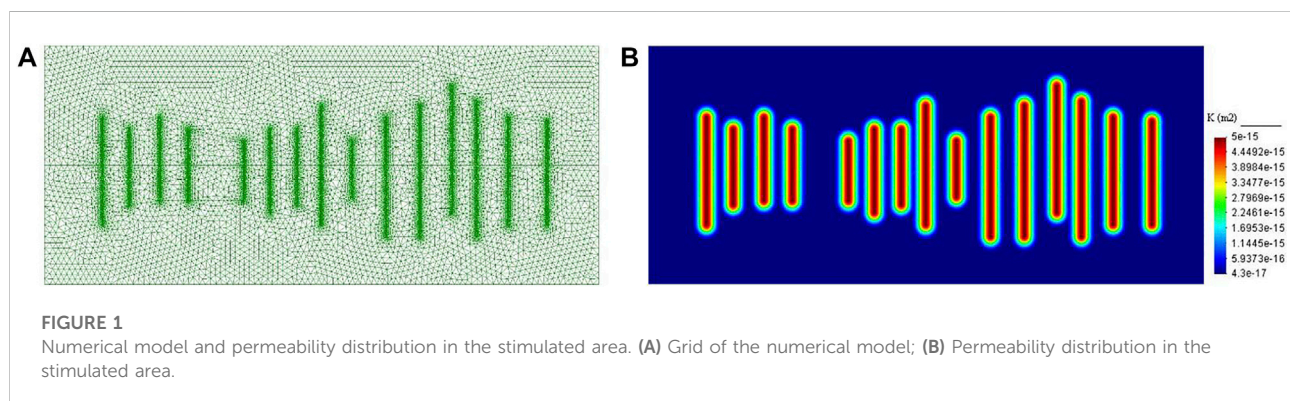 A
B
K (m2)
5e-15
4.4492e-15
3.8984e-15
3.3477e-15
2.7969e-15
2.2461e-15
1.6953e-15
1.1445e-15
5.9373e-16
4.3e-17
FIGURE 1
Numerical model and permeability distribution in the stimulated area. (A) Grid of the numerical model; (B) Permeability distribution in the
stimulated area.